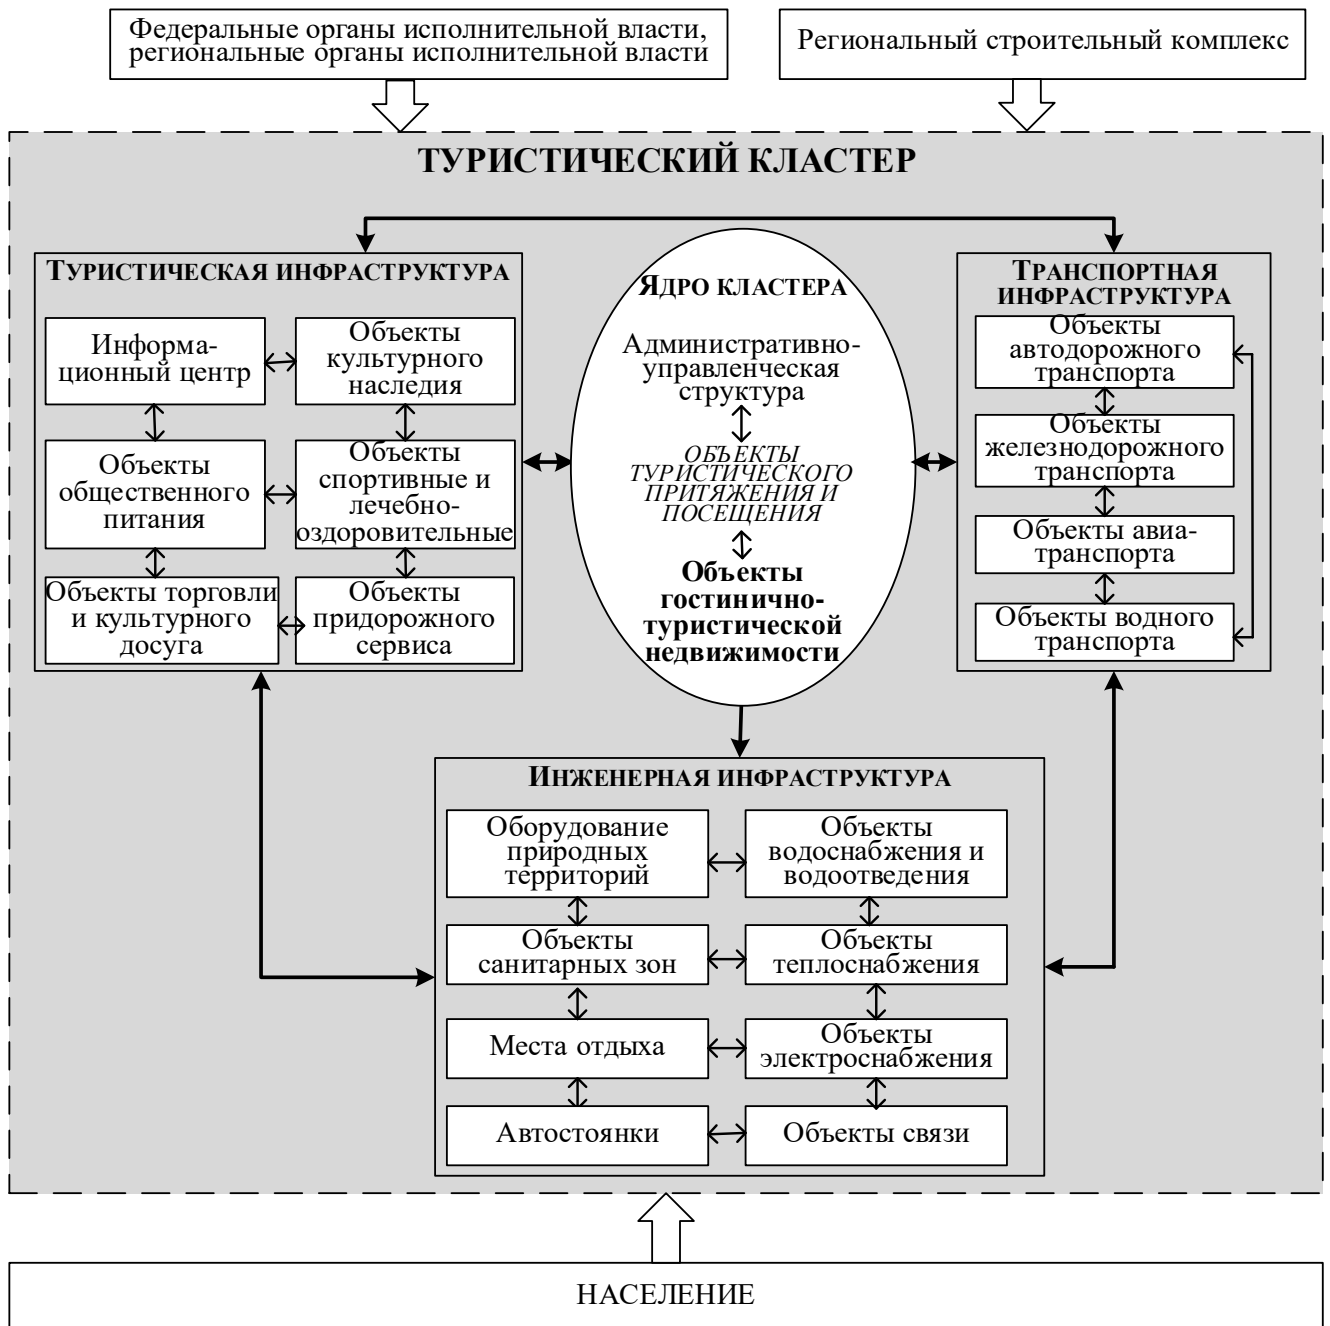 Федеральные органы исполнительной власти,
региональные органы исполнительной власти
Региональный строительный комплекс
ТУРИСТИЧЕСКИЙ КЛАСТЕР
ТУРИСТИЧЕСКАЯ ИНФРАСТРУКТУРА
Информа-
ционный центр
Объекты
культурного
наследия
Объекты
общественного
питания
Объекты
спортивные и
лечебно-
оздоровительные
Объекты торговли
и культурного
досуга
Объекты
придорожного
сервиса
ЯДРО КЛАСТЕРА
Административно-
управленческая
структура
ОБЪЕКТЫ
ТУРИСТИЧЕСКОГО
ПРИТЯЖЕНИЯ И
ПОСЕЩЕНИЯ
Объекты
гостинично-
туристической
недвижимости
ТРАНСПОРТНАЯ
ИНФРАСТРУКТУРА
Объекты
автодорожного
транспорта
Объекты
железнодорожного
транспорта
Объекты авиа-
транспорта
Объекты водного
транспорта
ИНЖЕНЕРНАЯ ИНФРАСТРУКТУРА
Оборудование
природных
территорий
Объекты
водоснабжения и
водоотведения
Объекты
санитарных зон
Объекты
теплоснабжения
Места отдыха
Объекты
электроснабжения
Автостоянки
Объекты связи
НАСЕЛЕНИЕ